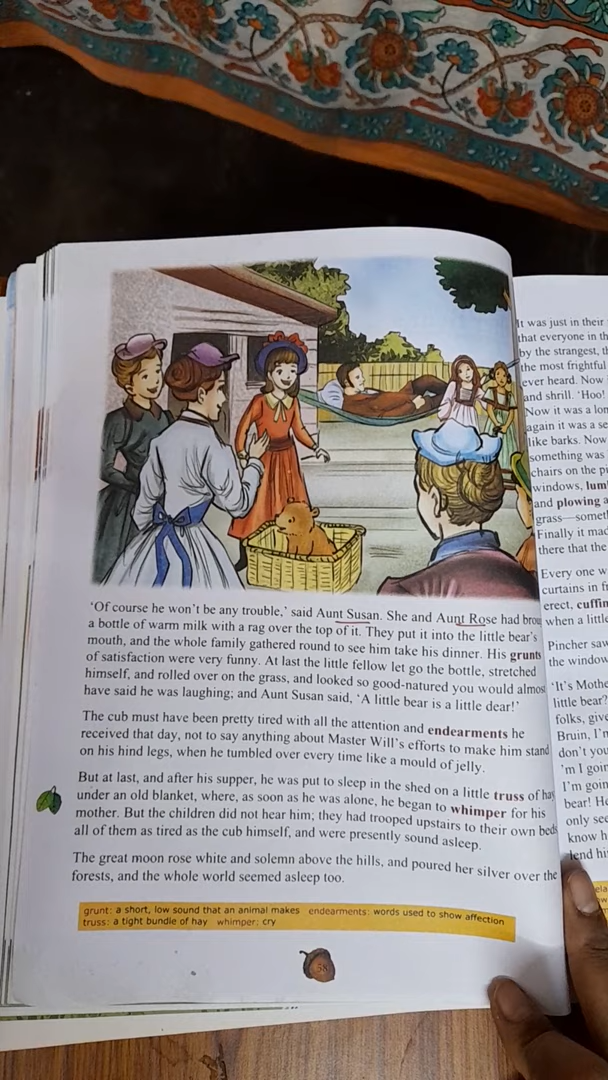 'Of course he won't be any trouble,' said Aunt Susan. She and Aunt Rose had
a bottle of warm milk with a rag over the top of it. They put it into the little bear's
mouth, and the whole family gathered round to see him take his dinner. His grunts
of satisfaction were very funny. At last the little fellow let go the bottle, stretched
himself, and rolled over on the grass, and looked so good-natured you would almost
have said he was laughing; and Aunt Susan said, 'A little bear is a little dear!'
The cub must have been pretty tired with all the attention and endearments he
received that day, not to say anything about Master Will's efforts to make him stand
on his hind legs, when he tumbled over every time like a mould of jelly.
But at last, and after his supper, he was put to sleep in the shed on a little truss of hay
under an old blanket, where, as soon as he was alone, he began to whimper for his
mother. But the children did not hear him; they had trooped upstairs to their own beds
all of them as tired as the cub himself, and were presently sound asleep.
The great moon rose white and solemn above the hills, and poured her silver over the
forests, and the whole world seemed asleep too.
grunt: a short, low sound that an animal makes endearments: words used to show affection
truss: a tight bundle of hay whimper: cry
58
It was just in their
that everyone in th
by the strangest, th
the most frightful
ever heard. Now
and shrill. 'Hoo!
Now it was a lon
again it was a se
like barks. Now
something was
chairs on the p
windows, lum
and plowing a
grass—somet
Finally it mad
there that the
Every one w
curtains in f
erect, cuffin
when a little
Pincher saw
the window
'It's Mothe
little bear?
folks, give
Bruin, I'm
don't you
'm I goin
I'm goin
bear! He
only see
know h
lend hi